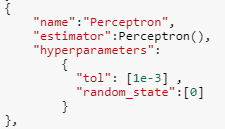 {
"name":"Perceptron",
"estimator":Perceptron(),
"hyperparameters":
{
"tol": [1e-3] ,
"random_state":[0]
}
},